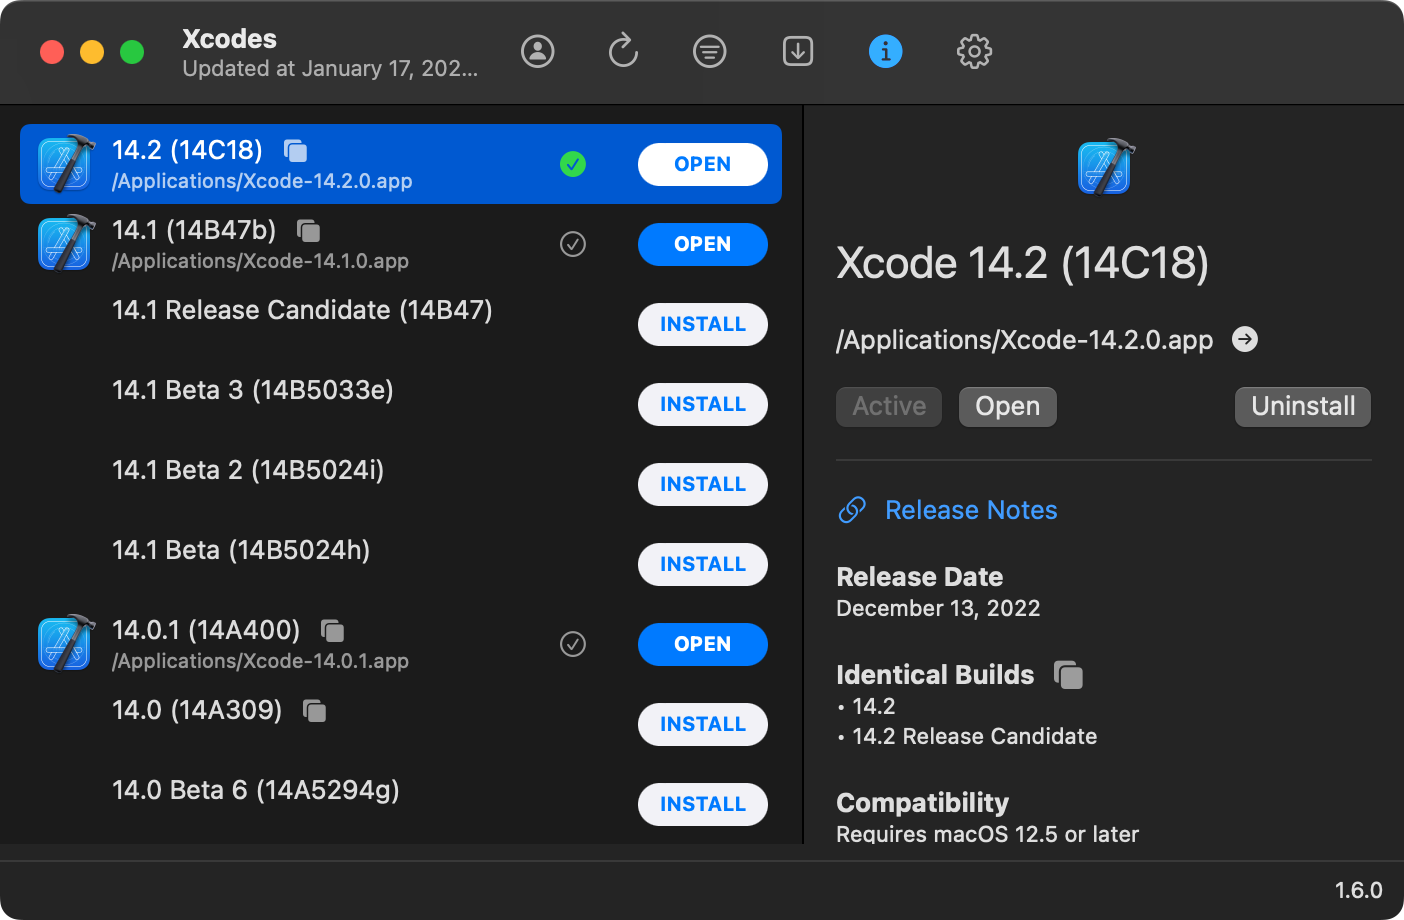 Xcodes
Updated at January 17, 202...
14.2 (14C18)
/Applications/Xcode-14.2.0.app
OPEN
14.1 (14B47b)
/Applications/Xcode-14.1.0.app
OPEN
14.1 Release Candidate (14B47)
INSTALL
14.1 Beta 3 (14B5033e)
INSTALL
14.1 Beta 2 (14B5024i)
INSTALL
14.1 Beta (14B5024h)
INSTALL
14.0.1 (14A400)
/Applications/Xcode-14.0.1.app
OPEN
14.0 (14A309)
INSTALL
14.0 Beta 6 (14A5294g)
INSTALL
Xcode 14.2 (14C18)
/Applications/Xcode-14.2.0.app
Active Open Uninstall
Release Notes
Release Date
December 13, 2022
Identical Builds
• 14.2
• 14.2 Release Candidate
Compatibility
Requires macOS 12.5 or later
1.6.0